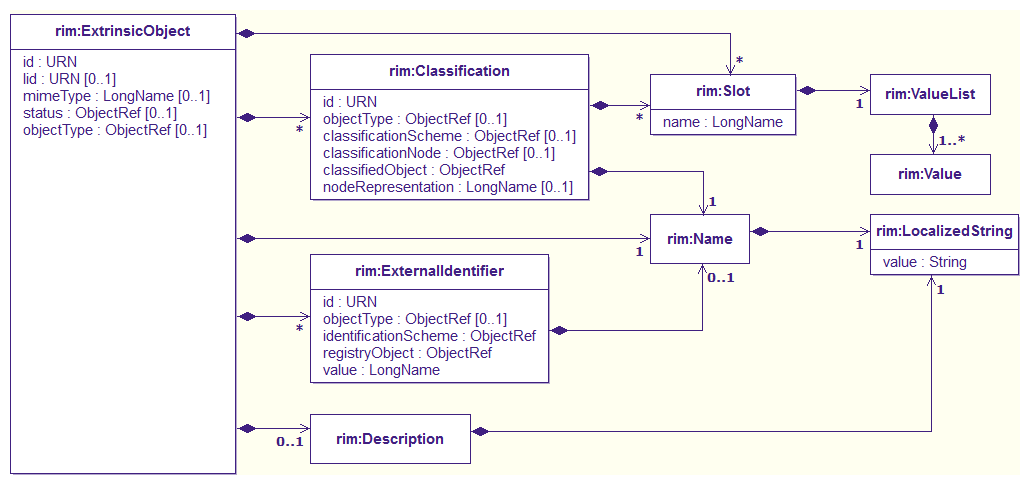 rim:ExtrinsicObject
id : URN
lid : URN [0..1]
mimeType : LongName [0..1]
status : ObjectRef [0..1]
objectType : ObjectRef [0..1]
*
*
1
*
0..1
rim:Classification
id : URN
objectType : ObjectRef [0..1]
classificationScheme : ObjectRef [0..1]
classificationNode : ObjectRef [0..1]
classifiedObject : ObjectRef
nodeRepresentation : LongName [0..1]
*
1
rim:Slot
name : LongName
1
rim:ValueList
1..*
rim:Value
rim:Name
1
rim:LocalizedString
value : String
rim:ExternalIdentifier
id : URN
objectType : ObjectRef [0..1]
identificationScheme : ObjectRef
registryObject : ObjectRef
value : LongName
0..1
rim:Description
1